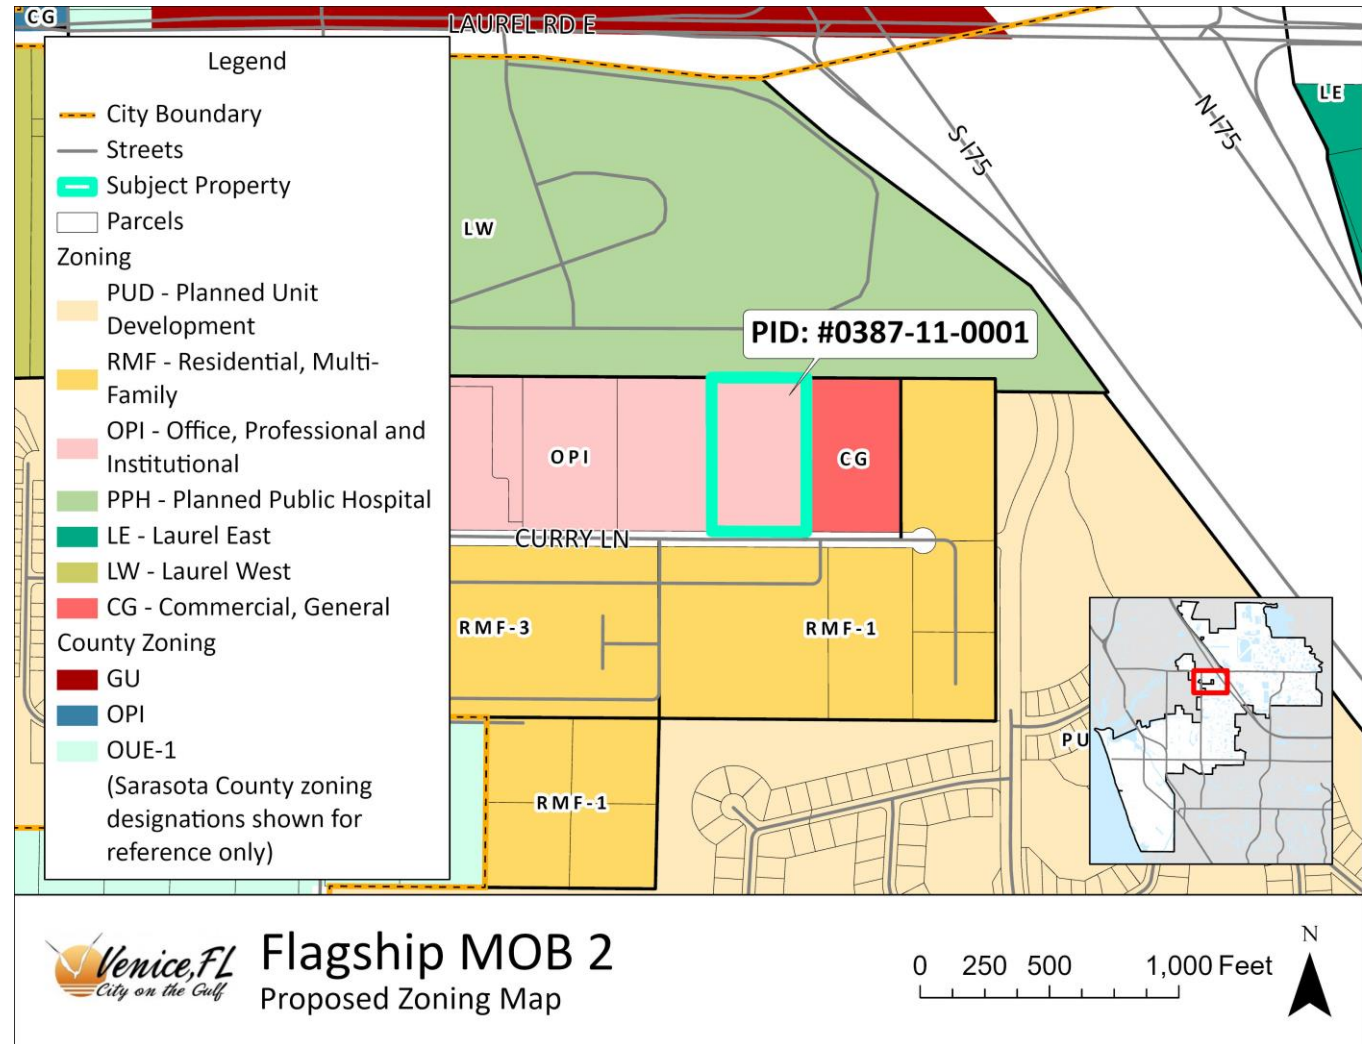 CG
LAUREL RD E
Legend
City Boundary
Streets
Subject Property
Parcels
Zoning
PUD - Planned Unit
Development
RMF - Residential, Multi-
Family
OPI - Office, Professional and
Institutional
PPH - Planned Public Hospital
LE - Laurel East
LW - Laurel West
CG - Commercial, General
County Zoning
GU
OPI
OUE-1
(Sarasota County zoning
designations shown for
reference only)
S I75
N I75
LE
LW
PID: #0387-11-0001
OPI
CG
CURRY LN
RMF-3
RMF-1
PU
RMF-1
Venice, FL
City on the Gulf
Flagship MOB 2
Proposed Zoning Map
0 250 500 1,000 Feet
N